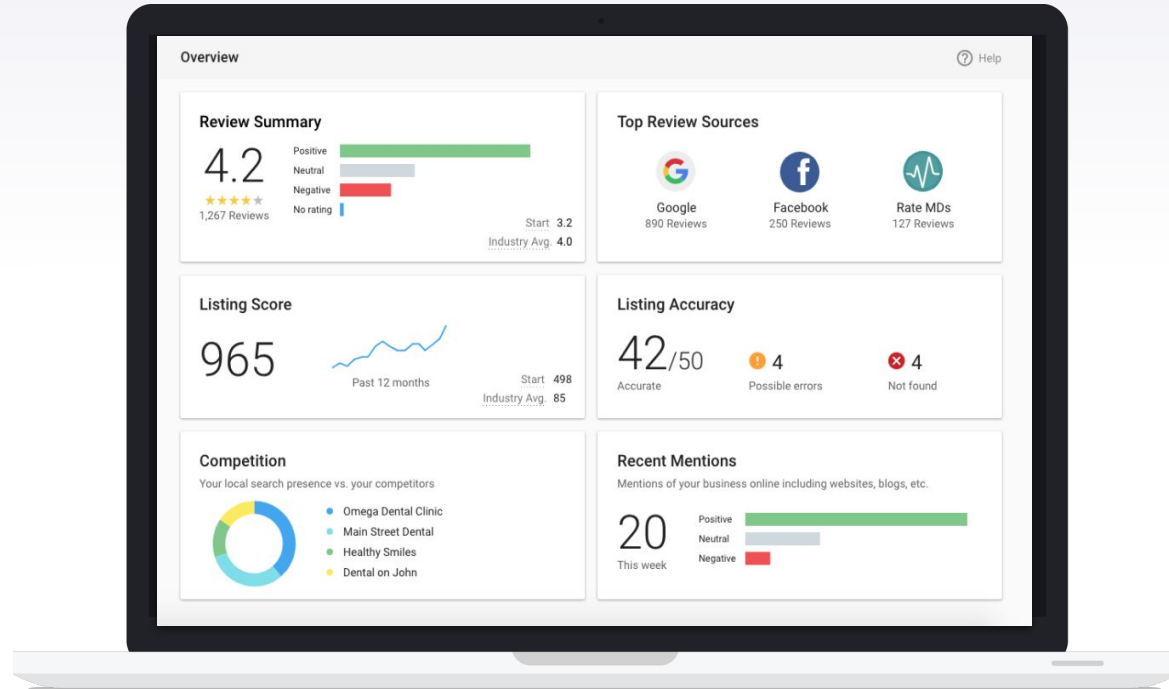 Overview
Help
Review Summary
4.2
1,267 Reviews
Positive
Neutral
Negative
No rating
Start 3.2
Industry Avg. 4.0
Top Review Sources
Google
890 Reviews
Facebook
250 Reviews
Rate MDs
127 Reviews
Listing Score
965
Past 12 months
Start 498
Industry Avg. 85
Listing Accuracy
42/50
Accurate
4
Possible errors
4
Not found
Competition
Your local search presence vs. your competitors
Omega Dental Clinic
Main Street Dental
Healthy Smiles
Dental on John
Recent Mentions
Mentions of your business online including websites, blogs, etc.
20
This week
Positive
Neutral
Negative